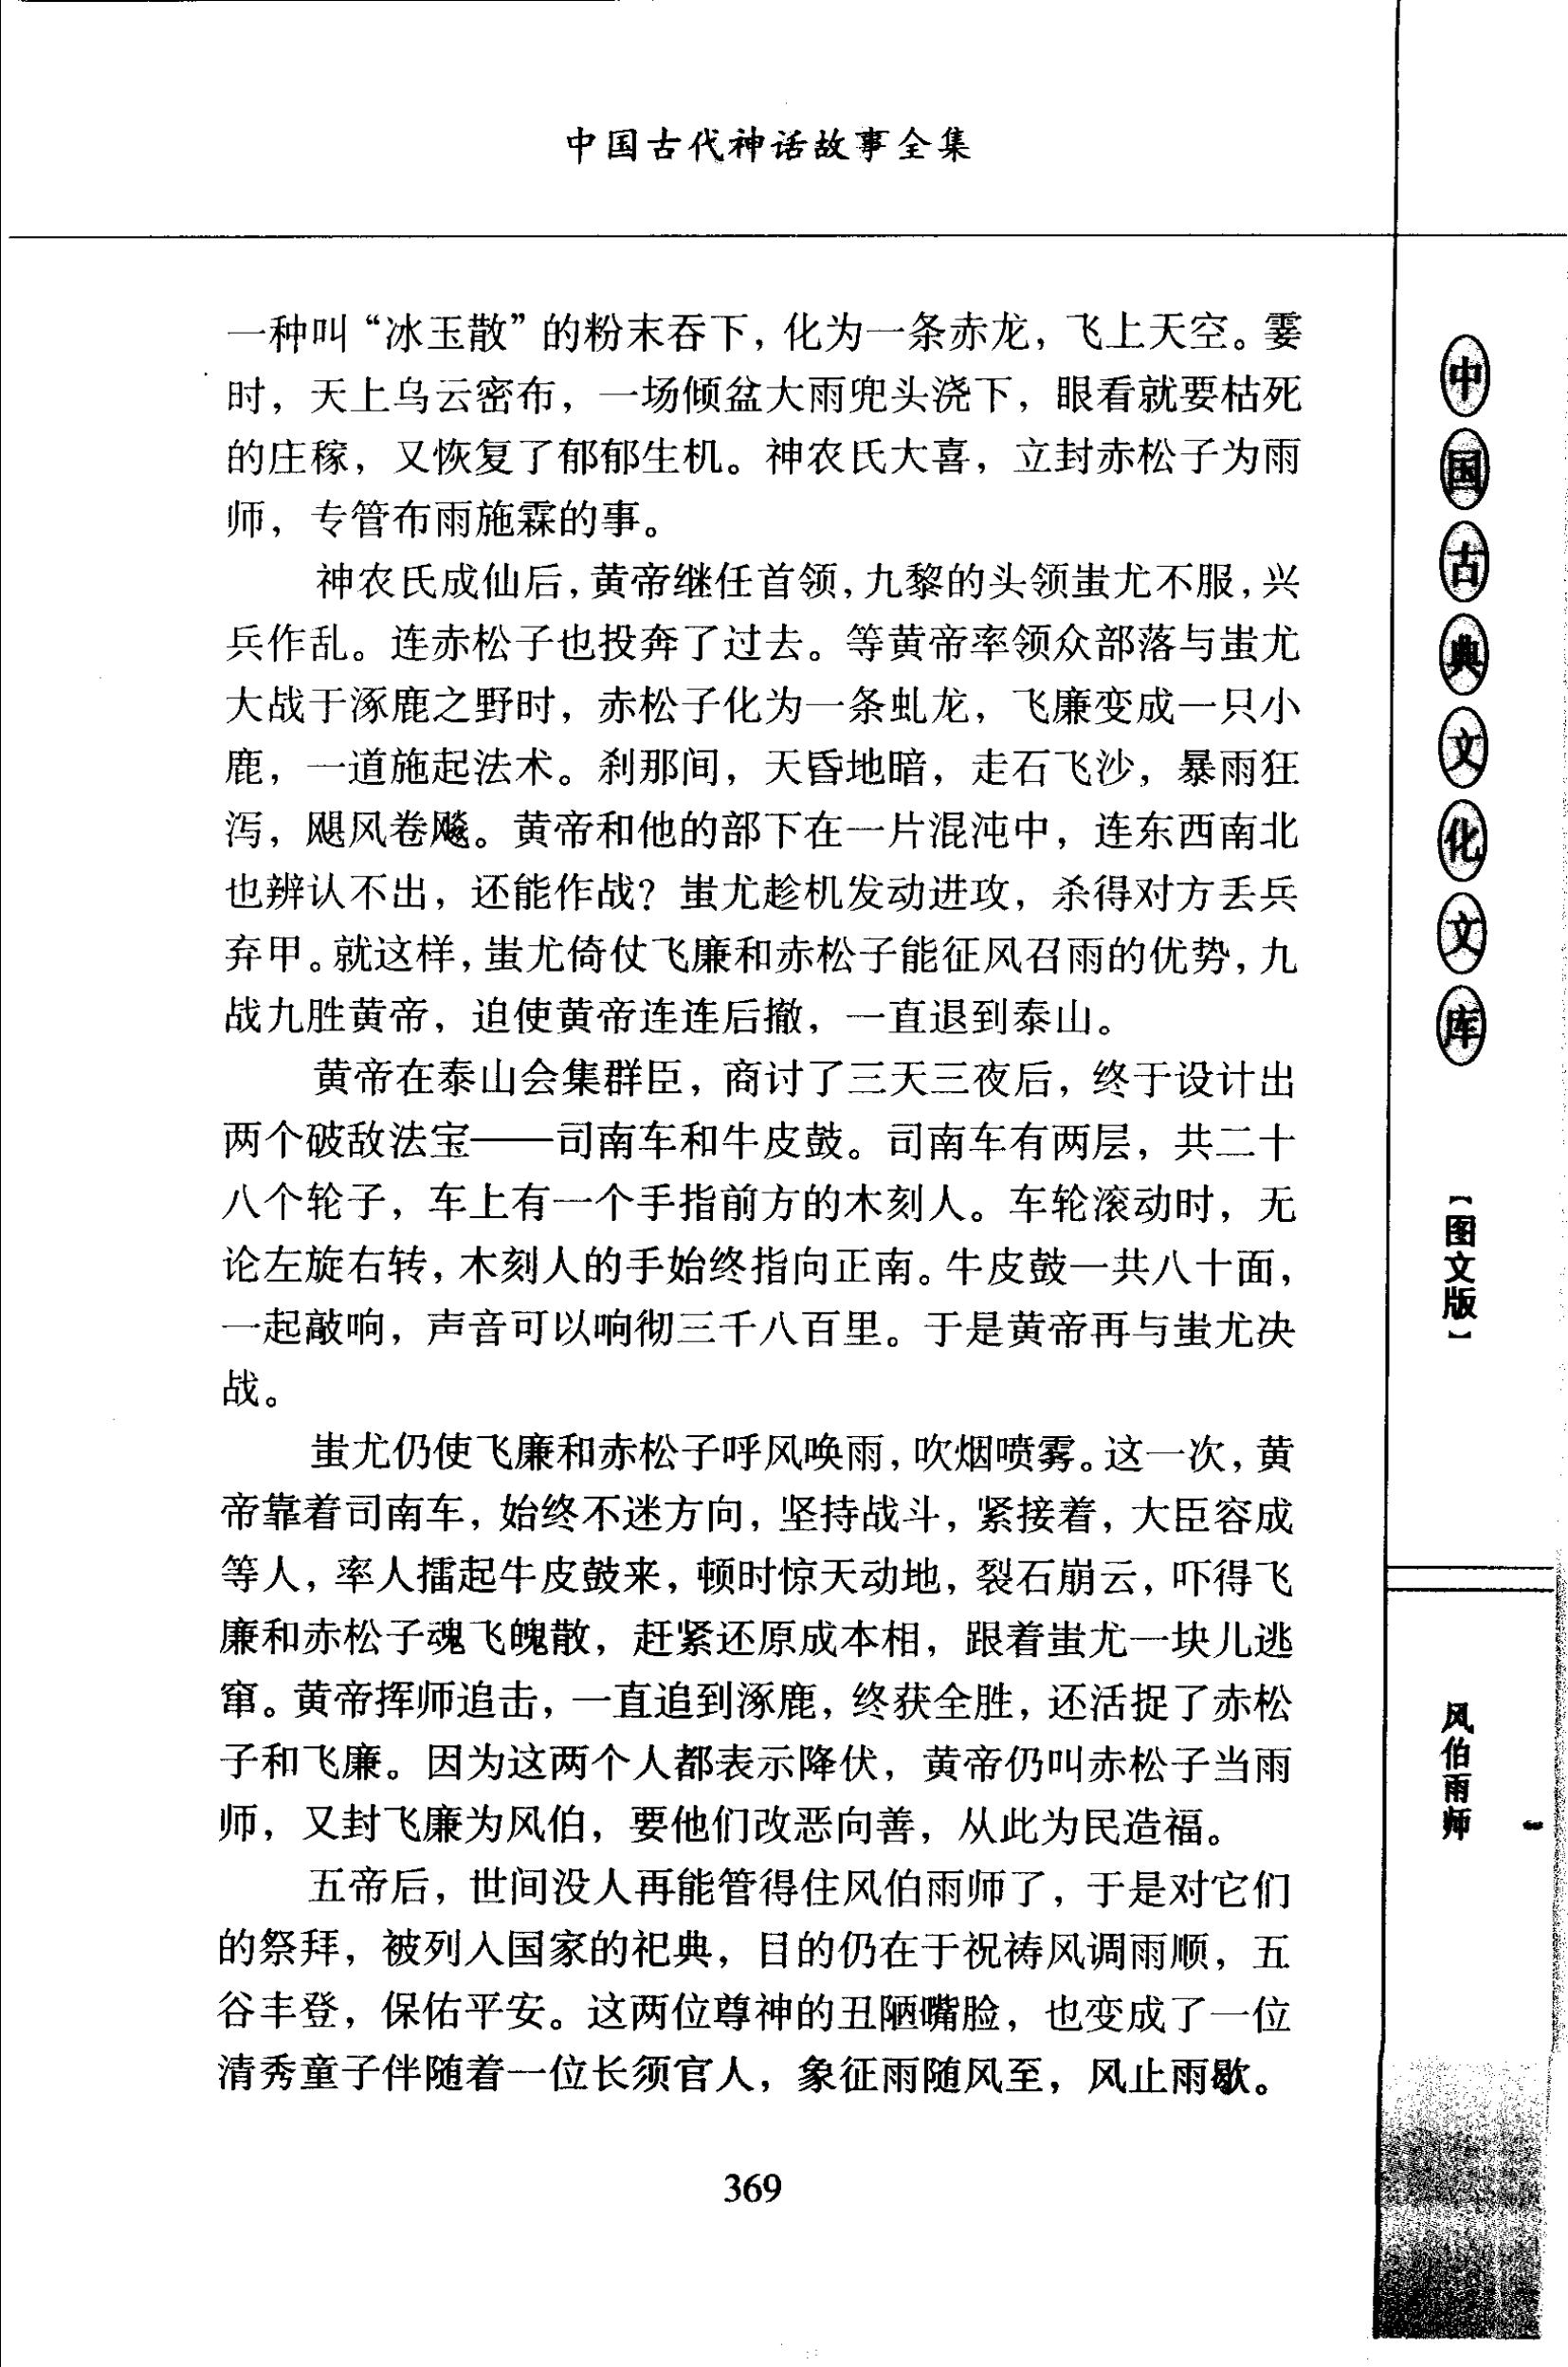 中国古代神话故事全集
一种叫“冰玉散”的粉末吞下，化为一条赤龙，飞上天空。霎
时，天上乌云密布，一场倾盆大雨兜头浇下，眼看就要枯死
的庄稼，又恢复了郁郁生机。神农氏大喜，立封赤松子为雨
师，专管布雨施霖的事。
神农氏成仙后，黄帝继任首领，九黎的头领蚩尤不服，兴
兵作乱。连赤松子也投奔了过去。等黄帝率领众部落与蚩尤
大战于涿鹿之野时，赤松子化为一条虬龙，飞廉变成一只小
鹿，一道施起法术。刹那间，天昏地暗，走石飞沙，暴雨狂
泻，飓风卷飚。黄帝和他的部下在一片混沌中，连东西南北
也辨认不出，还能作战？蚩尤趁机发动进攻，杀得对方丢兵
弃甲。就这样，蚩尤倚仗飞廉和赤松子能征风召雨的优势，九
战九胜黄帝，迫使黄帝连连后撤，一直退到泰山。
黄帝在泰山会集群臣，商讨了三天三夜后，终于设计出
两个破敌法宝——司南车和牛皮鼓。司南车有两层，共二十
八个轮子，车上有一个手指前方的木刻人。车轮滚动时，无
论左旋右转，木刻人的手始终指向正南。牛皮鼓一共八十面，
一起敲响，声音可以响彻三千八百里。于是黄帝再与蚩尤决
战。
蚩尤仍使飞廉和赤松子呼风唤雨，吹烟喷雾。这一次，黄
帝靠着司南车，始终不迷方向，坚持战斗，紧接着，大臣容成
等人，率人擂起牛皮鼓来，顿时惊天动地，裂石崩云，吓得飞
廉和赤松子魂飞魄散，赶紧还原成本相，跟着蚩尤一块儿逃
窜。黄帝挥师追击，一直追到涿鹿，终获全胜，还活捉了赤松
子和飞廉。因为这两个人都表示降伏，黄帝仍叫赤松子当雨
师，又封飞廉为风伯，要他们改恶向善，从此为民造福。
五帝后，世间没人再能管得住风伯雨师了，于是对它们
的祭拜，被列入国家的祀典，目的仍在于祝祷风调雨顺，五
谷丰登，保佑平安。这两位尊神的丑陋嘴脸，也变成了一位
清秀童子伴随着一位长须官人，象征雨随风至，风止雨歇。
369
中国古典文化文库
【图文版】
风伯雨师